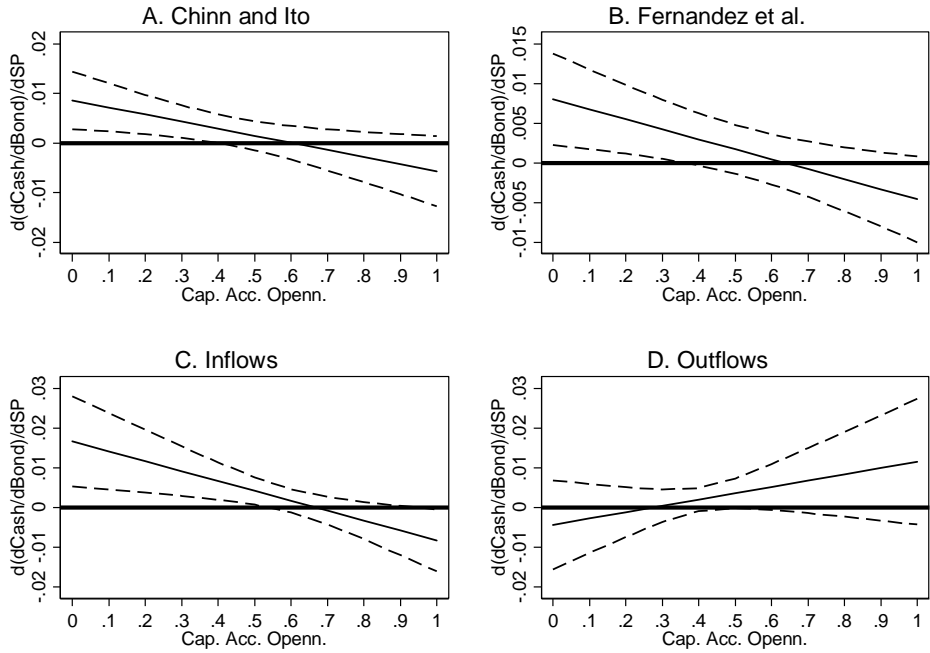 A. Chinn and Ito
d(dCash/dBond)/dSP
.02
.01
0
-.01
-.02
0 .1 .2 .3 .4 .5 .6 .7 .8 .9 1
Cap. Acc. Openn.
B. Fernandez et al.
d(dCash/dBond)/dSP
.015
.01
.005
0
-.005
-.01
0 .1 .2 .3 .4 .5 .6 .7 .8 .9 1
Cap. Acc. Openn.
C. Inflows
d(dCash/dBond)/dSP
.03
.02
.01
0
-.01
-.02
0 .1 .2 .3 .4 .5 .6 .7 .8 .9 1
Cap. Acc. Openn.
D. Outflows
d(dCash/dBond)/dSP
.03
.02
.01
0
-.01
-.02
0 .1 .2 .3 .4 .5 .6 .7 .8 .9 1
Cap. Acc. Openn.